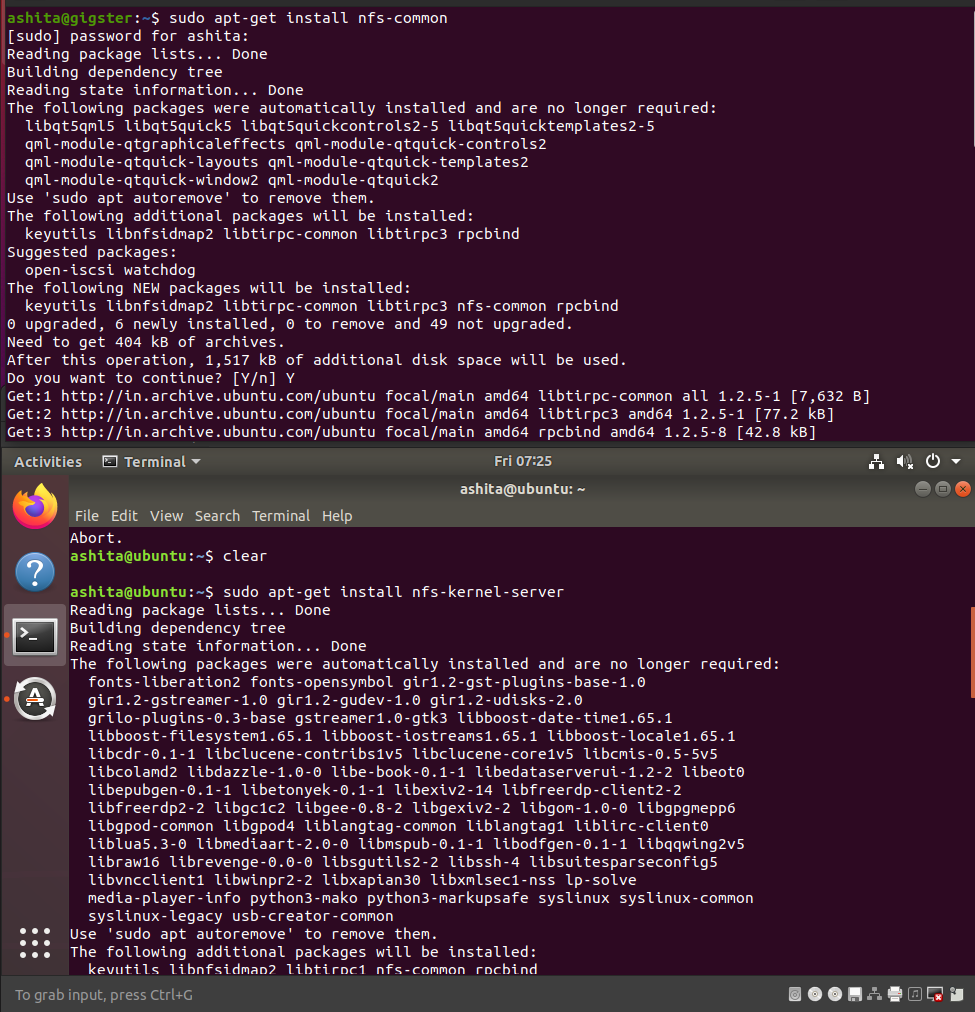 ashita@gigster:~$ sudo apt-get install nfs-common
[sudo] password for ashita:
Reading package lists... Done
Building dependency tree
Reading state information... Done
The following packages were automatically installed and are no longer required:
  libqt5qml5 libqt5quick5 libqt5quickcontrols2-5 libqt5quicktemplates2-5
  qml-module-qtgraphicaleffects qml-module-qtquick-controls2
  qml-module-qtquick-layouts qml-module-qtquick-templates2
  qml-module-qtquick-window2 qml-module-qtquick2
Use 'sudo apt autoremove' to remove them.
The following additional packages will be installed:
  keyutils libnfsidmap2 libtirpc-common libtirpc3 rpcbind
Suggested packages:
  open-iscsi watchdog
The following NEW packages will be installed:
  keyutils libnfsidmap2 libtirpc-common libtirpc3 nfs-common rpcbind
0 upgraded, 6 newly installed, 0 to remove and 49 not upgraded.
Need to get 404 kB of archives.
After this operation, 1,517 kB of additional disk space will be used.
Do you want to continue? [Y/n] Y
Get:1 http://in.archive.ubuntu.com/ubuntu focal/main amd64 libtirpc-common all 1.2.5-1 [7,632 B]
Get:2 http://in.archive.ubuntu.com/ubuntu focal/main amd64 libtirpc3 amd64 1.2.5-1 [77.2 kB]
Get:3 http://in.archive.ubuntu.com/ubuntu focal/main amd64 rpcbind amd64 1.2.5-8 [42.8 kB]
Activities Terminal Fri 07:25
ashita@ubuntu: ~
File Edit View Search Terminal Help
Abort.
ashita@ubuntu:~$ clear
ashita@ubuntu:~$ sudo apt-get install nfs-kernel-server
Reading package lists... Done
Building dependency tree
Reading state information... Done
The following packages were automatically installed and are no longer required:
  fonts-liberation2 fonts-opensymbol gir1.2-gst-plugins-base-1.0
  gir1.2-gstreamer-1.0 gir1.2-gudev-1.0 gir1.2-udisks-2.0
  grilo-plugins-0.3-base gstreamer1.0-gtk3 libboost-date-time1.65.1
  libboost-filesystem1.65.1 libboost-iostreams1.65.1 libboost-locale1.65.1
  libcdr-0.1-1 libclucene-contribs1v5 libclucene-core1v5 libcmis-0.5-5v5
  libcolamd2 libdazzle-1.0-0 libe-book-0.1-1 libedataserverui-1.2-2 libeot0
  libepubgen-0.1-1 libetonyek-0.1-1 libexiv2-14 libfreerdp-client2-2
  libfreerdp2-2 libgc1c2 libgee-0.8-2 libgexiv2-2 libgom-1.0-0 libgpgmepp6
  libgpod-common libgpod4 liblangtag-common liblangtag1 liblirc-client0
  liblua5.3-0 libmediaart-2.0-0 libmspub-0.1-1 libodfgen-0.1-1 libqqwing2v5
  libraw16 librevenge-0.0-0 libsgutils2-2 libssh-4 libsuitesparseconfig5
  libvncclient1 libwinpr2-2 libxapian30 libxmlsec1-nss lp-solve
  media-player-info python3-mako python3-markupsafe syslinux syslinux-common
  syslinux-legacy usb-creator-common
Use 'sudo apt autoremove' to remove them.
The following additional packages will be installed:
  keyutils libnfsidmap2 libtirpc1 nfs-common rpcbind
To grab input, press Ctrl+G